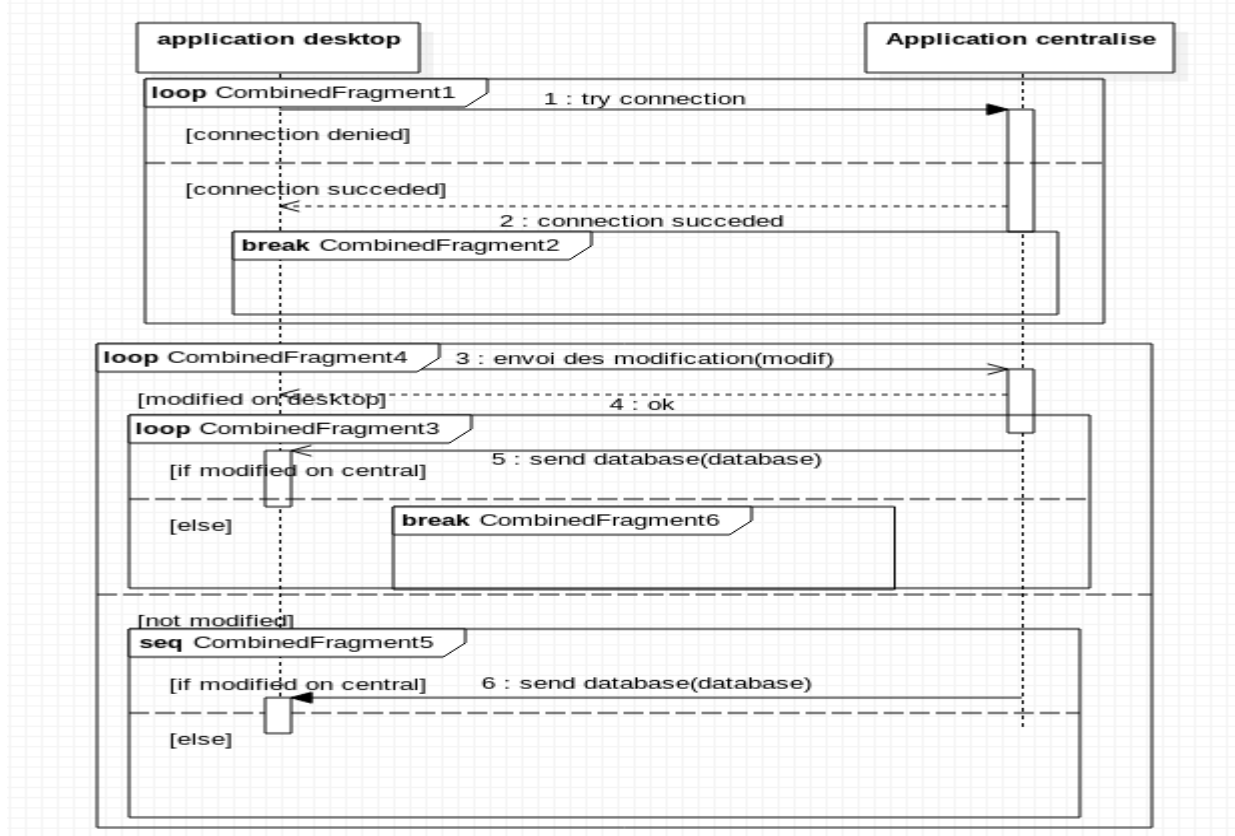 application desktop
Application centralise
loop CombinedFragment1
1 : try connection
[connection denied]
[connection succeded]
2 : connection succeded
break CombinedFragment2
loop CombinedFragment4
3 : envoi des modification(modif)
[modified on desktop]
4 : ok
loop CombinedFragment3
5 : send database(database)
[if modified on central]
[else]
break CombinedFragment6
[not modified]
seq CombinedFragment5
[if modified on central]
6 : send database(database)
[else]